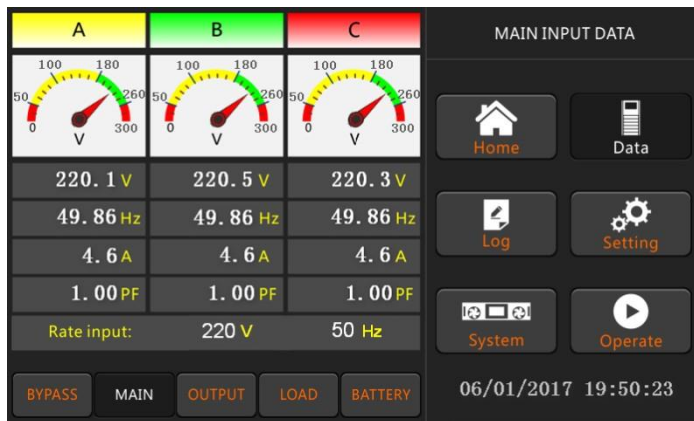 A B C
MAIN INPUT DATA
100 180 100 180 100 180
50 260 50 260 50 260
0 V 300 0 V 300 0 V 300
220.1 V 220.5 V 220.3 V
49.86 Hz 49.86 Hz 49.86 Hz
4.6 A 4.6 A 4.6 A
1.00 PF 1.00 PF 1.00 PF
Rate input: 220 V 50 Hz
BYPASS MAIN OUTPUT LOAD BATTERY
Home Data
Log Setting
System Operate
06/01/2017 19:50:23